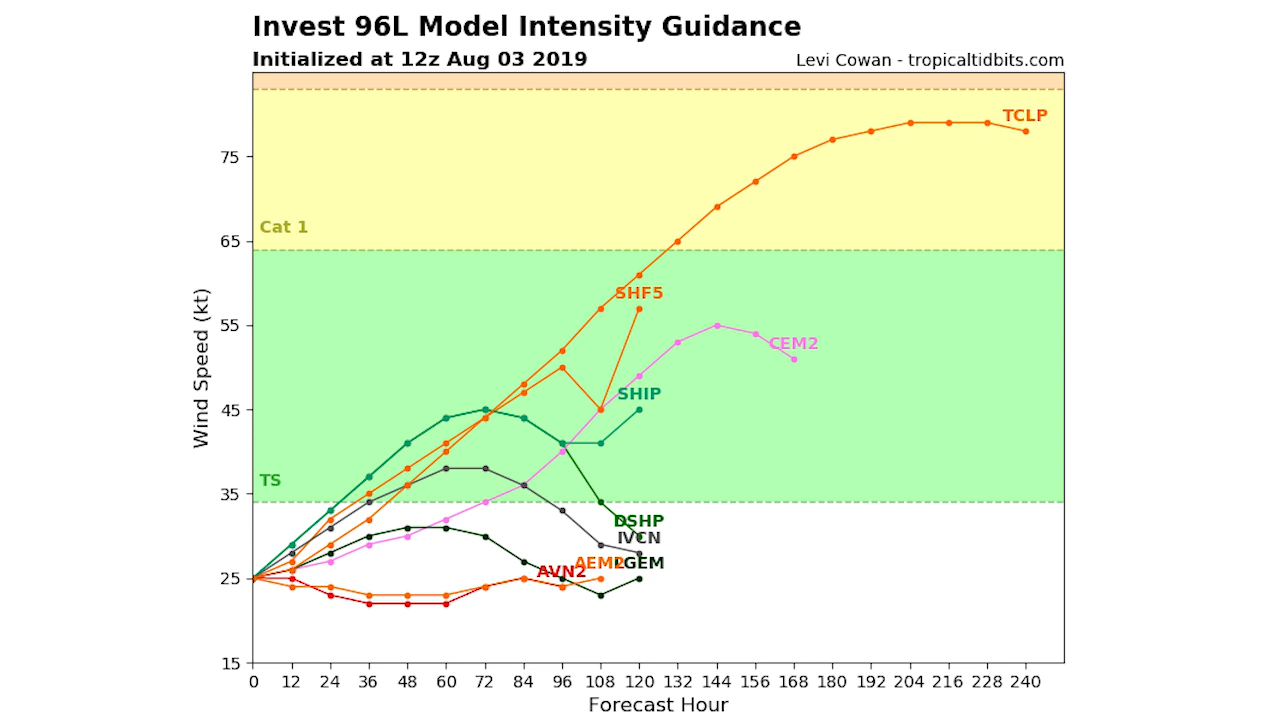 Invest 96L Model Intensity Guidance
Initialized at 12z Aug 03 2019
Levi Cowan - tropicaltidbits.com
TCLP
75
Cat 1
65
SHF5
55
CEM2
SHIP
45
TS
35
DSHP
IVCN
AEM2
LGEM
AVN2
25
15
Wind Speed (kt)
0 12 24 36 48 60 72 84 96 108 120 132 144 156 168 180 192 204 216 228 240
Forecast Hour